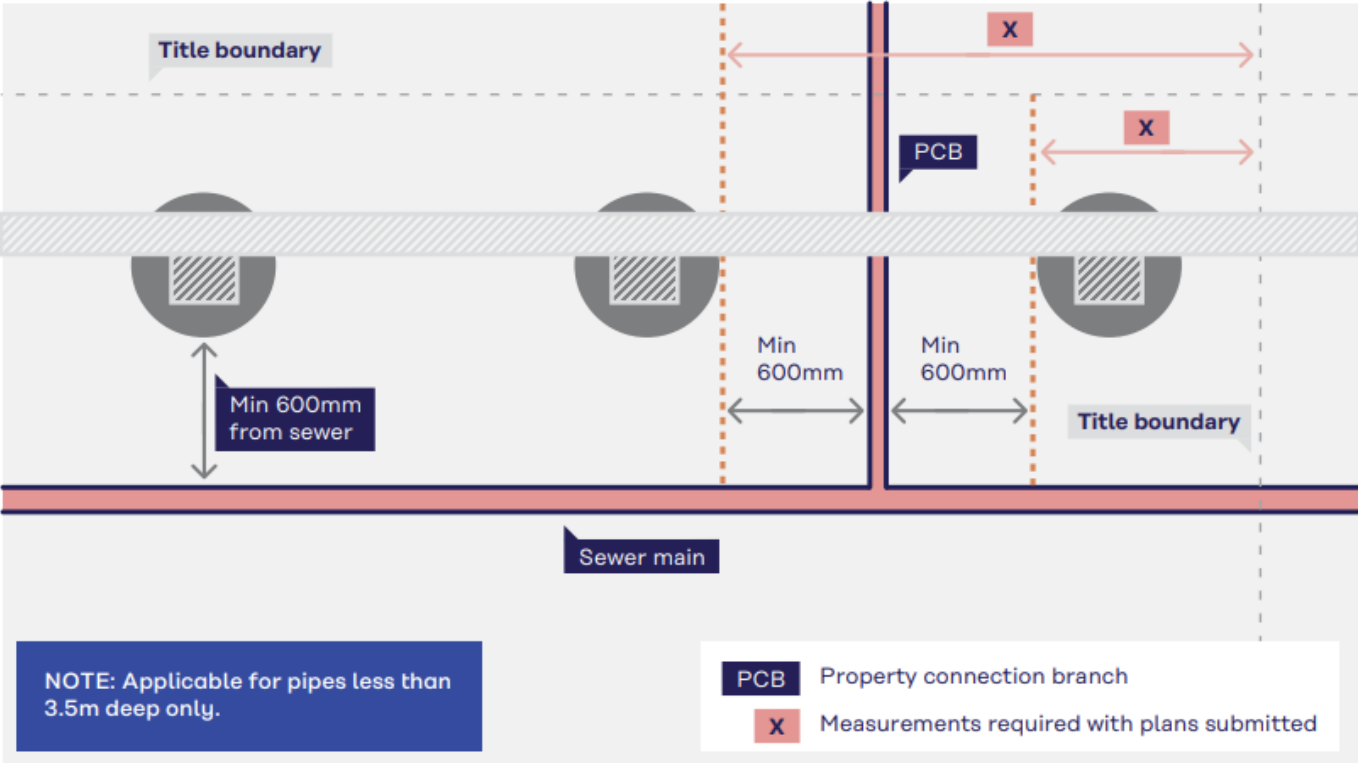 X
Title boundary
X
PCB
Min
600mm
Min
600mm
Min 600mm
from sewer
Title boundary
Sewer main
NOTE: Applicable for pipes less than
3.5m deep only.
PCB Property connection branch
X Measurements required with plans submitted